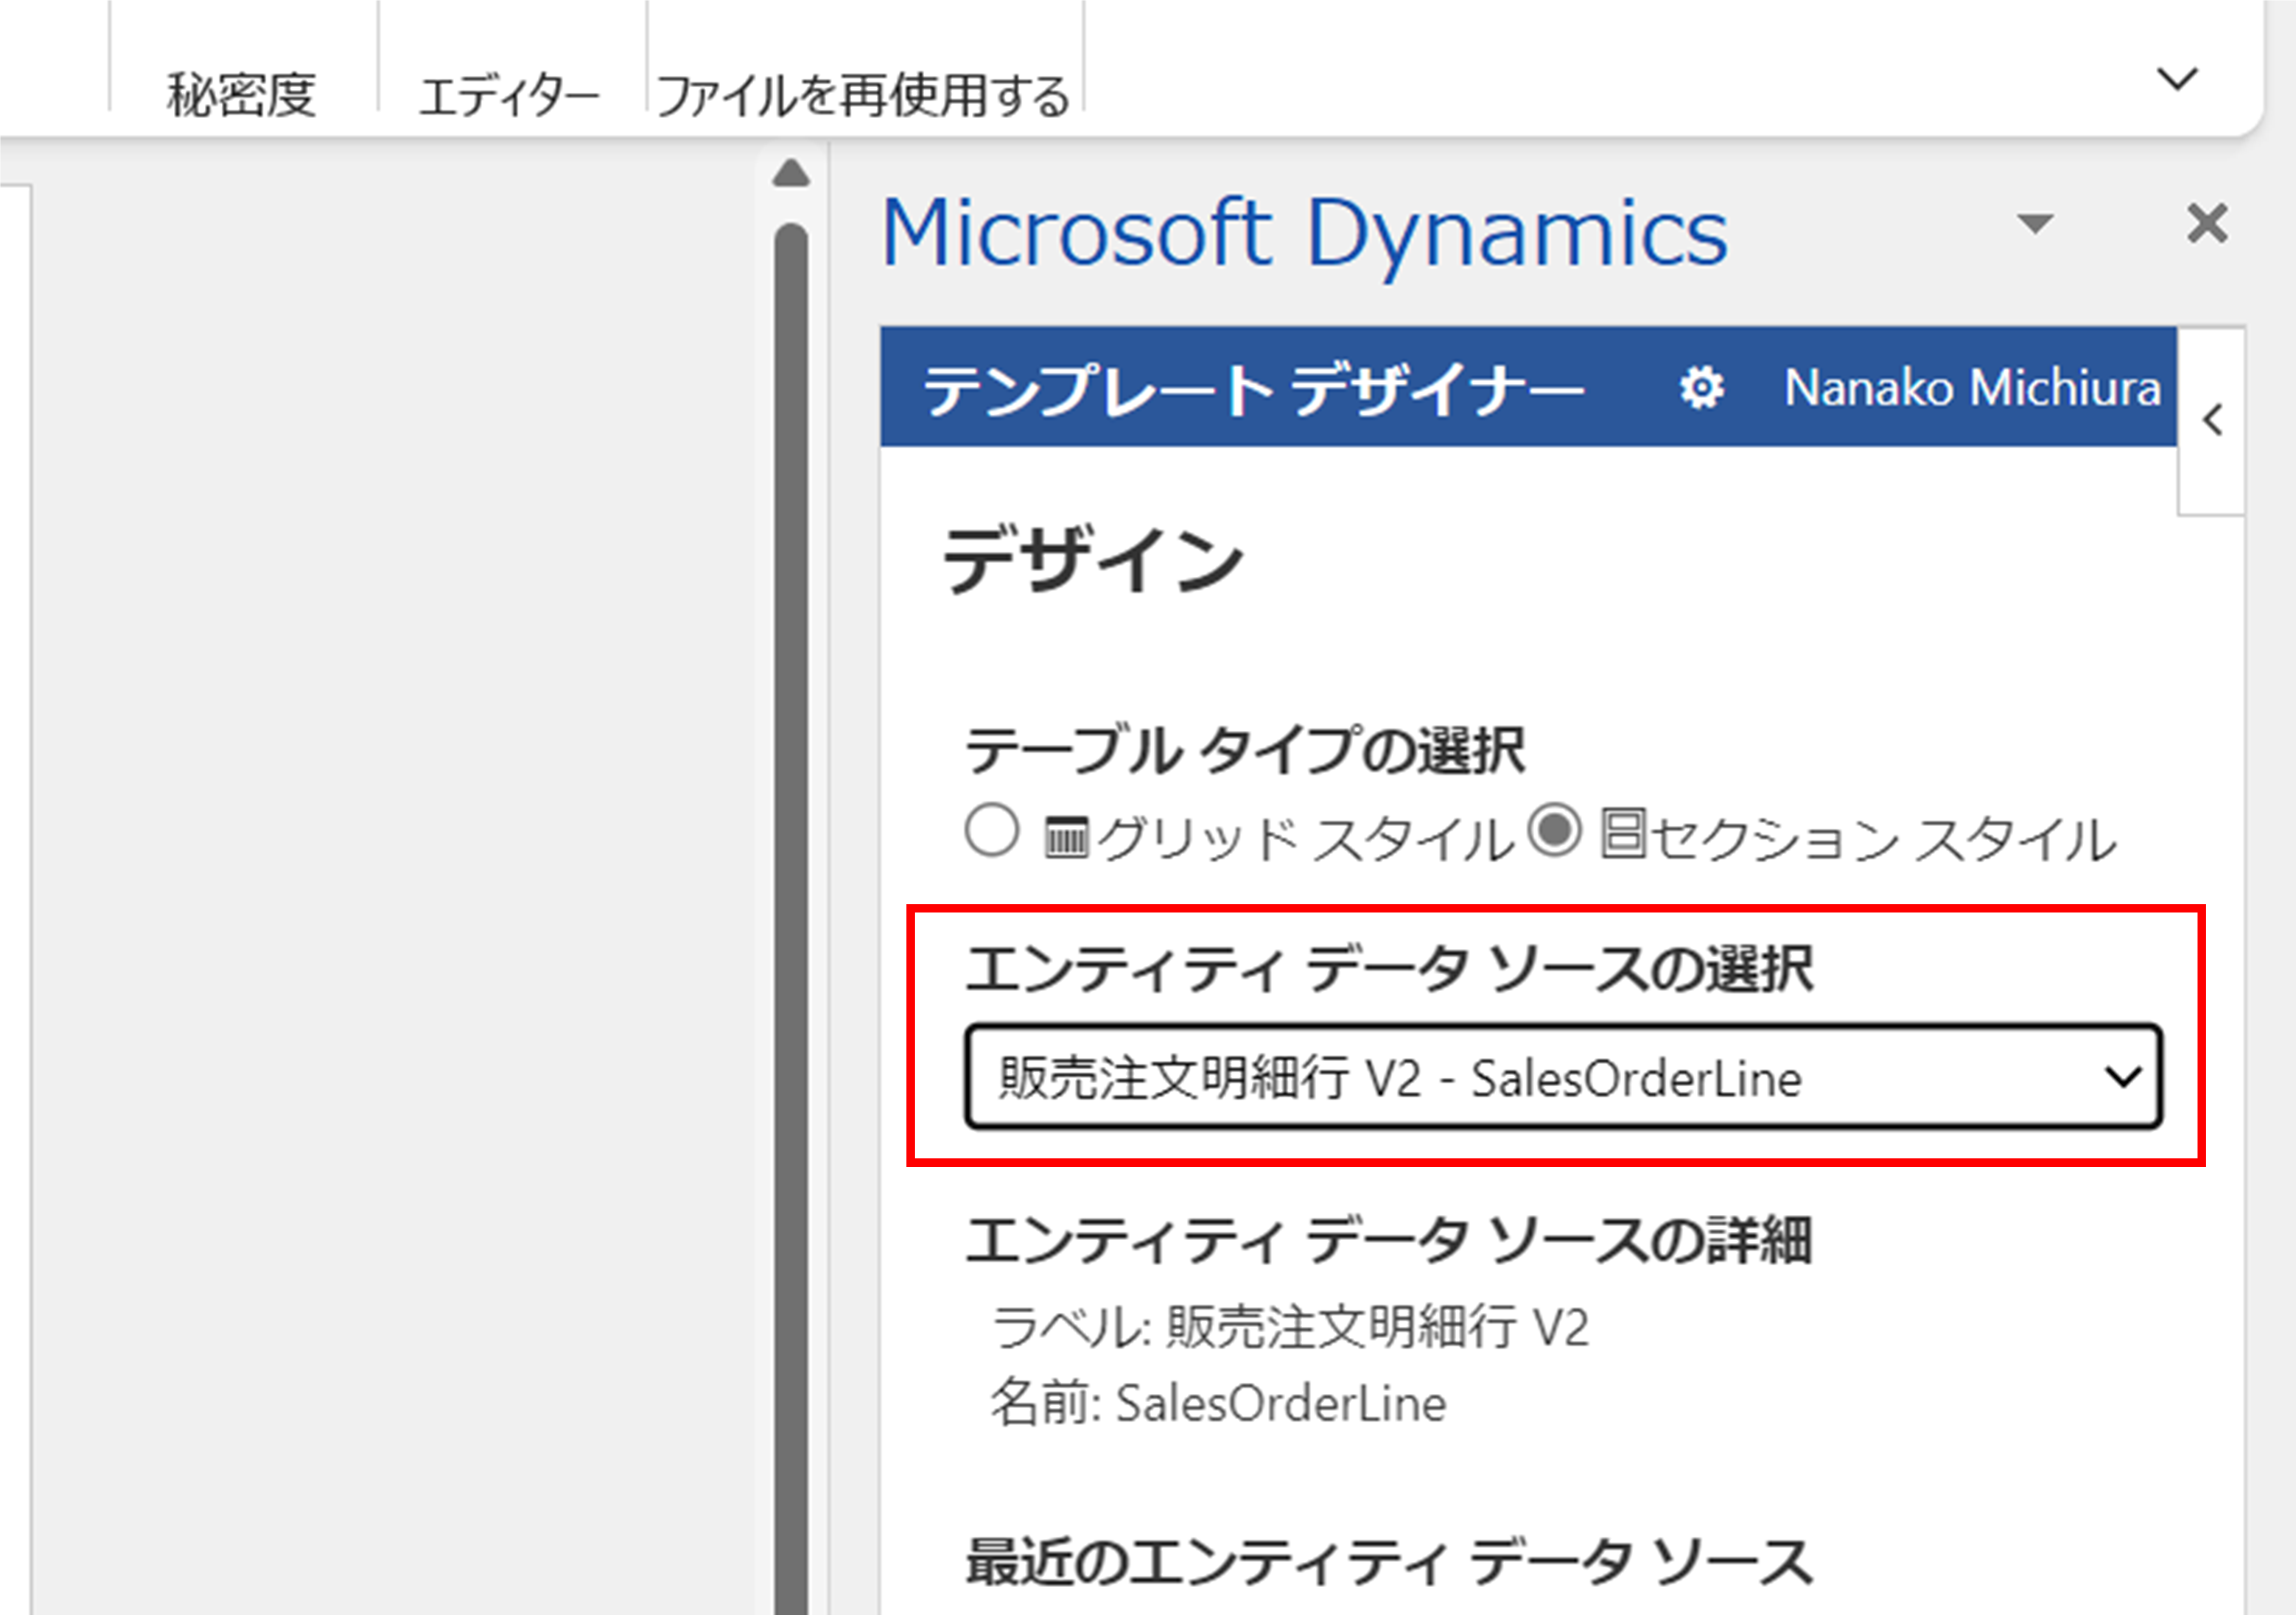 秘密度
エディター
ファイルを再使用する
Microsoft Dynamics
テンプレート デザイナー
Nanako Michiura
デザイン
テーブル タイプの選択
グリッド スタイル セクション スタイル
エンティティ データ ソースの選択
販売注文明細行 V2 - SalesOrderLine
エンティティ データ ソースの詳細
ラベル: 販売注文明細行 V2
名前: SalesOrderLine
最近のエンティティ データ ソース